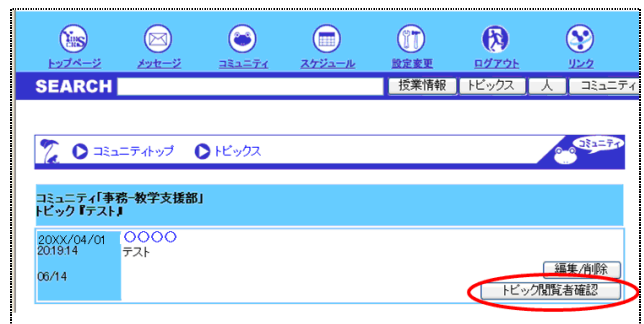 トップページ メッセージ コミュニティ スケジュール 設定変更 ログアウト リンク
SEARCH 授業情報 トピックス 人 コミュニティ
コミュニティトップ トピックス コミュニティ
コミュニティ「事務-教学支援部」
トピック『テスト』
20XX/04/01 〇〇〇〇
20:19:14 テスト
06/14
編集/削除
トピック閲覧者確認